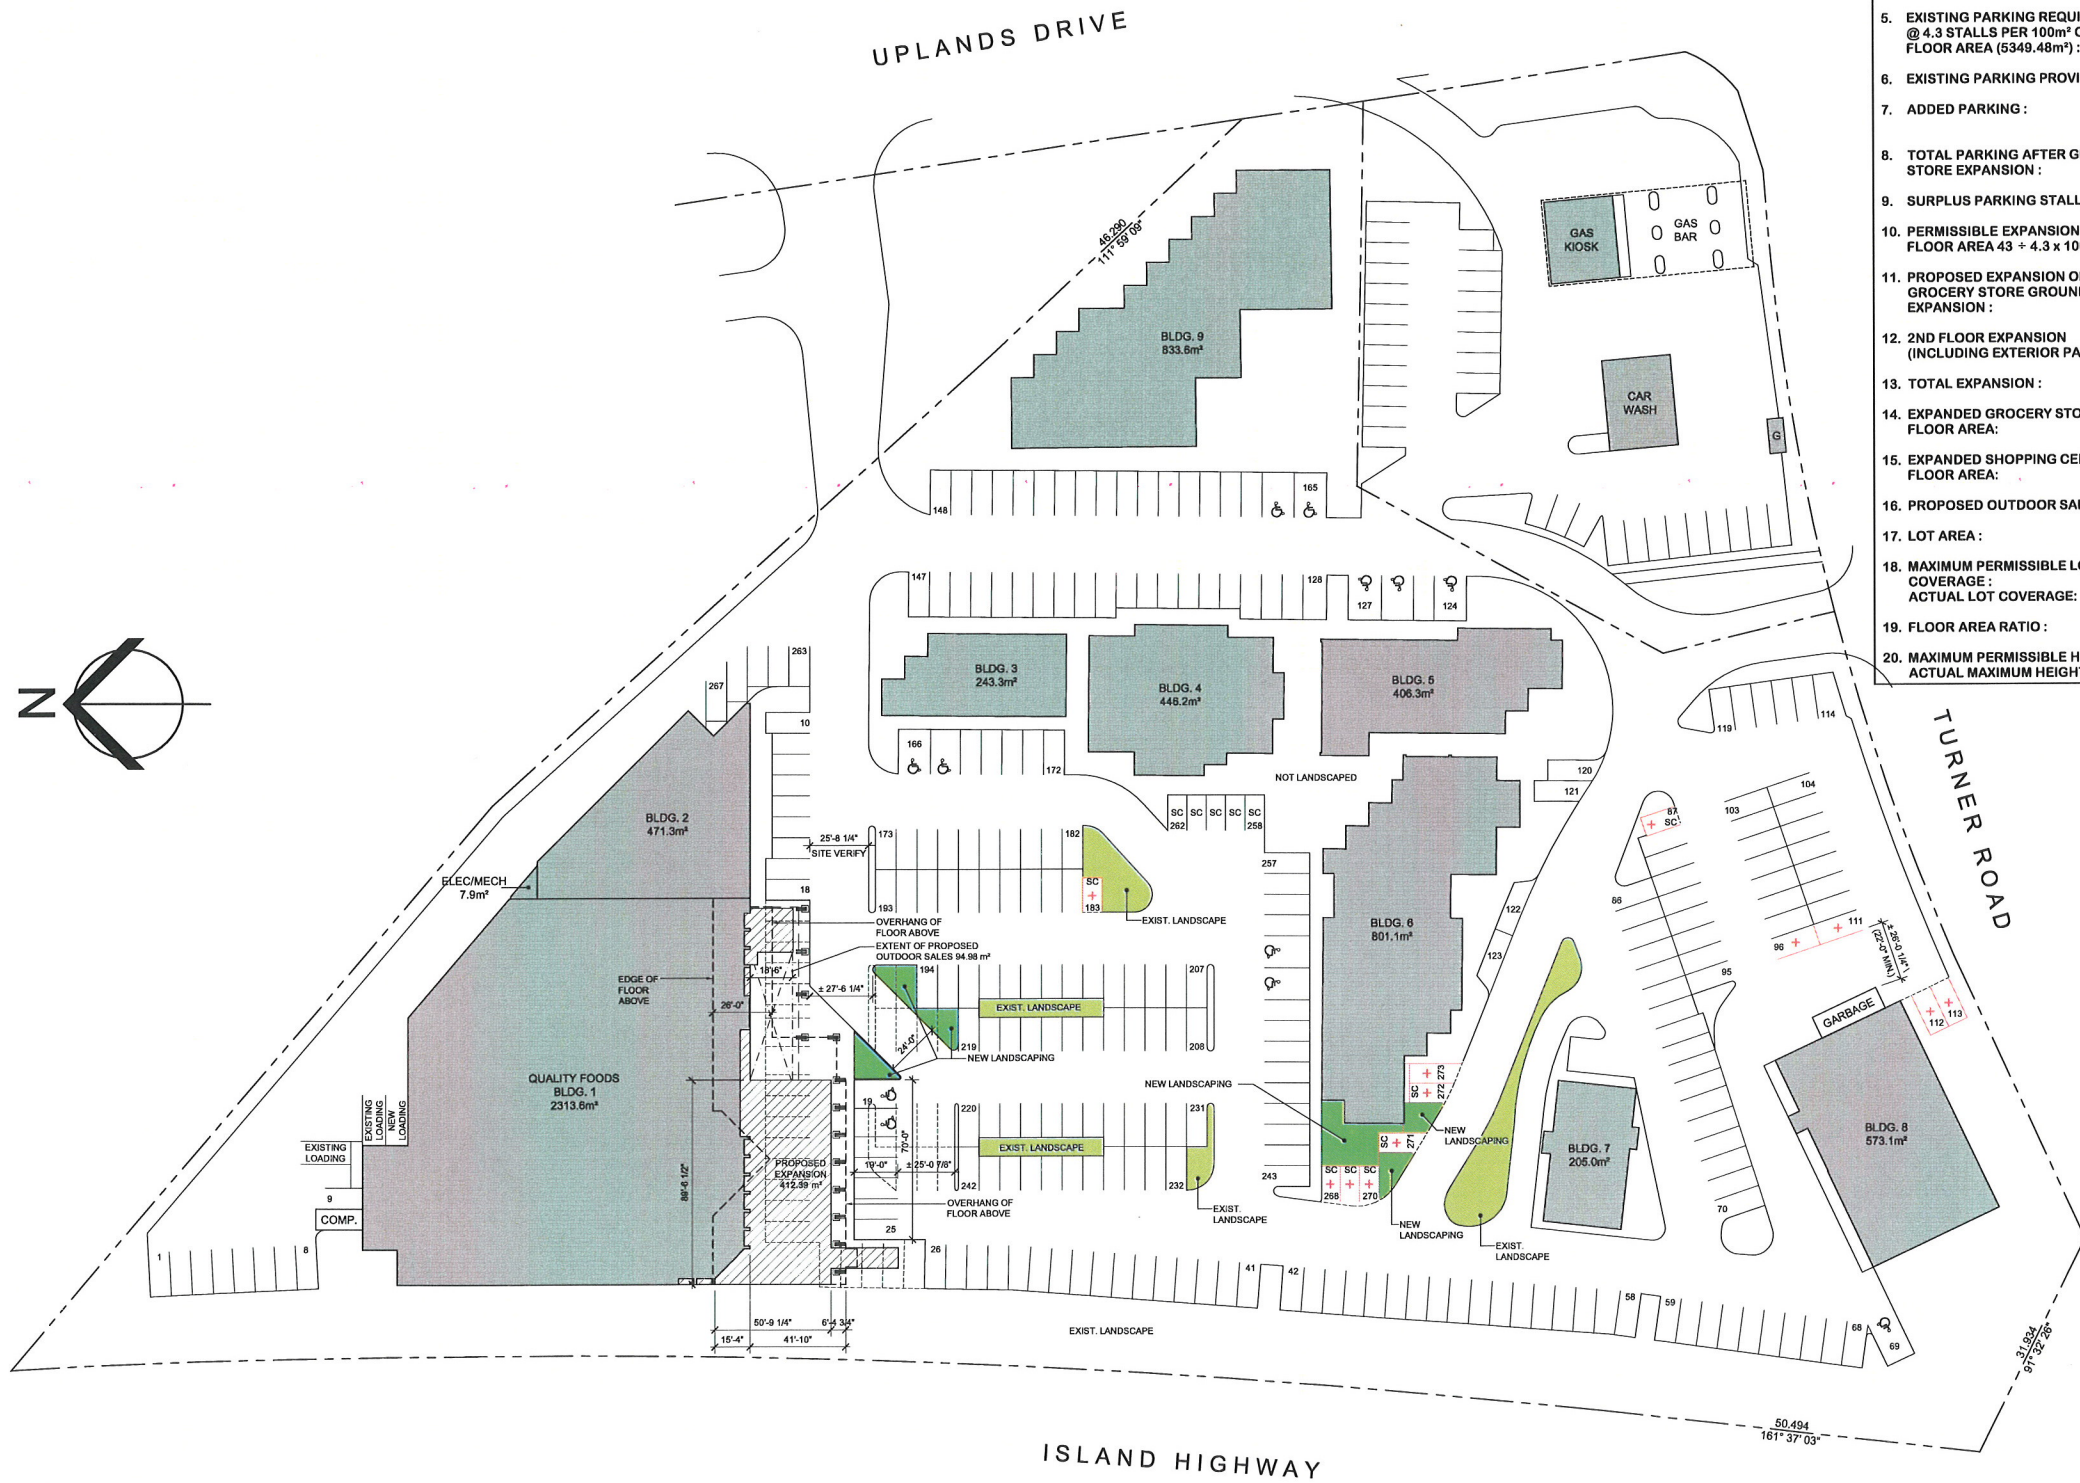 UPLANDS DRIVE
5. EXISTING PARKING REQUI
@ 4.3 STALLS PER 100m²
FLOOR AREA (5349.48m²) :
6. EXISTING PARKING PROVI
7. ADDED PARKING :
8. TOTAL PARKING AFTER G
STORE EXPANSION :
9. SURPLUS PARKING STALL
10. PERMISSIBLE EXPANSION
FLOOR AREA 43 ÷ 4.3 x 10
11. PROPOSED EXPANSION O
GROCERY STORE GROUN
EXPANSION :
12. 2ND FLOOR EXPANSION
(INCLUDING EXTERIOR PA
13. TOTAL EXPANSION :
14. EXPANDED GROCERY STO
FLOOR AREA:
15. EXPANDED SHOPPING CE
FLOOR AREA:
16. PROPOSED OUTDOOR SA
17. LOT AREA :
18. MAXIMUM PERMISSIBLE L
COVERAGE :
ACTUAL LOT COVERAGE:
19. FLOOR AREA RATIO :
20. MAXIMUM PERMISSIBLE H
ACTUAL MAXIMUM HEIGHT
46.290
111° 59' 09"
GAS
KIOSK
GAS
BAR
BLDG. 9
833.6m²
CAR
WASH
G
148
165
147
128
127
124
N
263
267
10
BLDG. 3
243.3m²
BLDG. 4
446.2m²
BLDG. 5
406.3m²
119
114
TURNER ROAD
166
172
NOT LANDSCAPED
120
121
SC SC SC SC SC
262
258
BLDG. 2
471.3m²
25'-8 1/4"
SITE VERIFY
173
182
257
87
SC
103
104
ELEC/MECH
7.9m²
18
193
SC
183
EXIST. LANDSCAPE
OVERHANG OF
FLOOR ABOVE
EXTENT OF PROPOSED
OUTDOOR SALES 94.98 m²
BLDG. 6
801.1m²
122
123
86
96
111
95
± 26'-0 1/4"
(22'-0" MIN.)
EDGE OF
FLOOR
ABOVE
18'-6"
26'-0"
± 27'-6 1/4"
194
207
EXIST. LANDSCAPE
219
208
24'-0"
NEW LANDSCAPING
GARBAGE
112
113
QUALITY FOODS
BLDG. 1
2313.6m²
NEW LANDSCAPING
SC
272
273
19
220
231
EXIST. LANDSCAPE
242
232
70'-0"
19'-0"
± 25'-0 7/8"
SC
271
NEW
LANDSCAPING
BLDG. 7
205.0m²
BLDG. 8
573.1m²
EXISTING
LOADING
EXISTING
LOADING
NEW
LOADING
9
COMP.
89'-6 1/2"
PROPOSED
EXPANSION
412.39 m²
243
SC SC SC
268
270
OVERHANG OF
FLOOR ABOVE
EXIST.
LANDSCAPE
NEW
LANDSCAPING
EXIST.
LANDSCAPE
70
1
8
25
26
41
42
58
59
68
69
50'-9 1/4"
6'-4 3/4"
15'-4"
41'-10"
EXIST. LANDSCAPE
31.934
91° 32' 26"
50.494
161° 37' 03"
ISLAND HIGHWAY